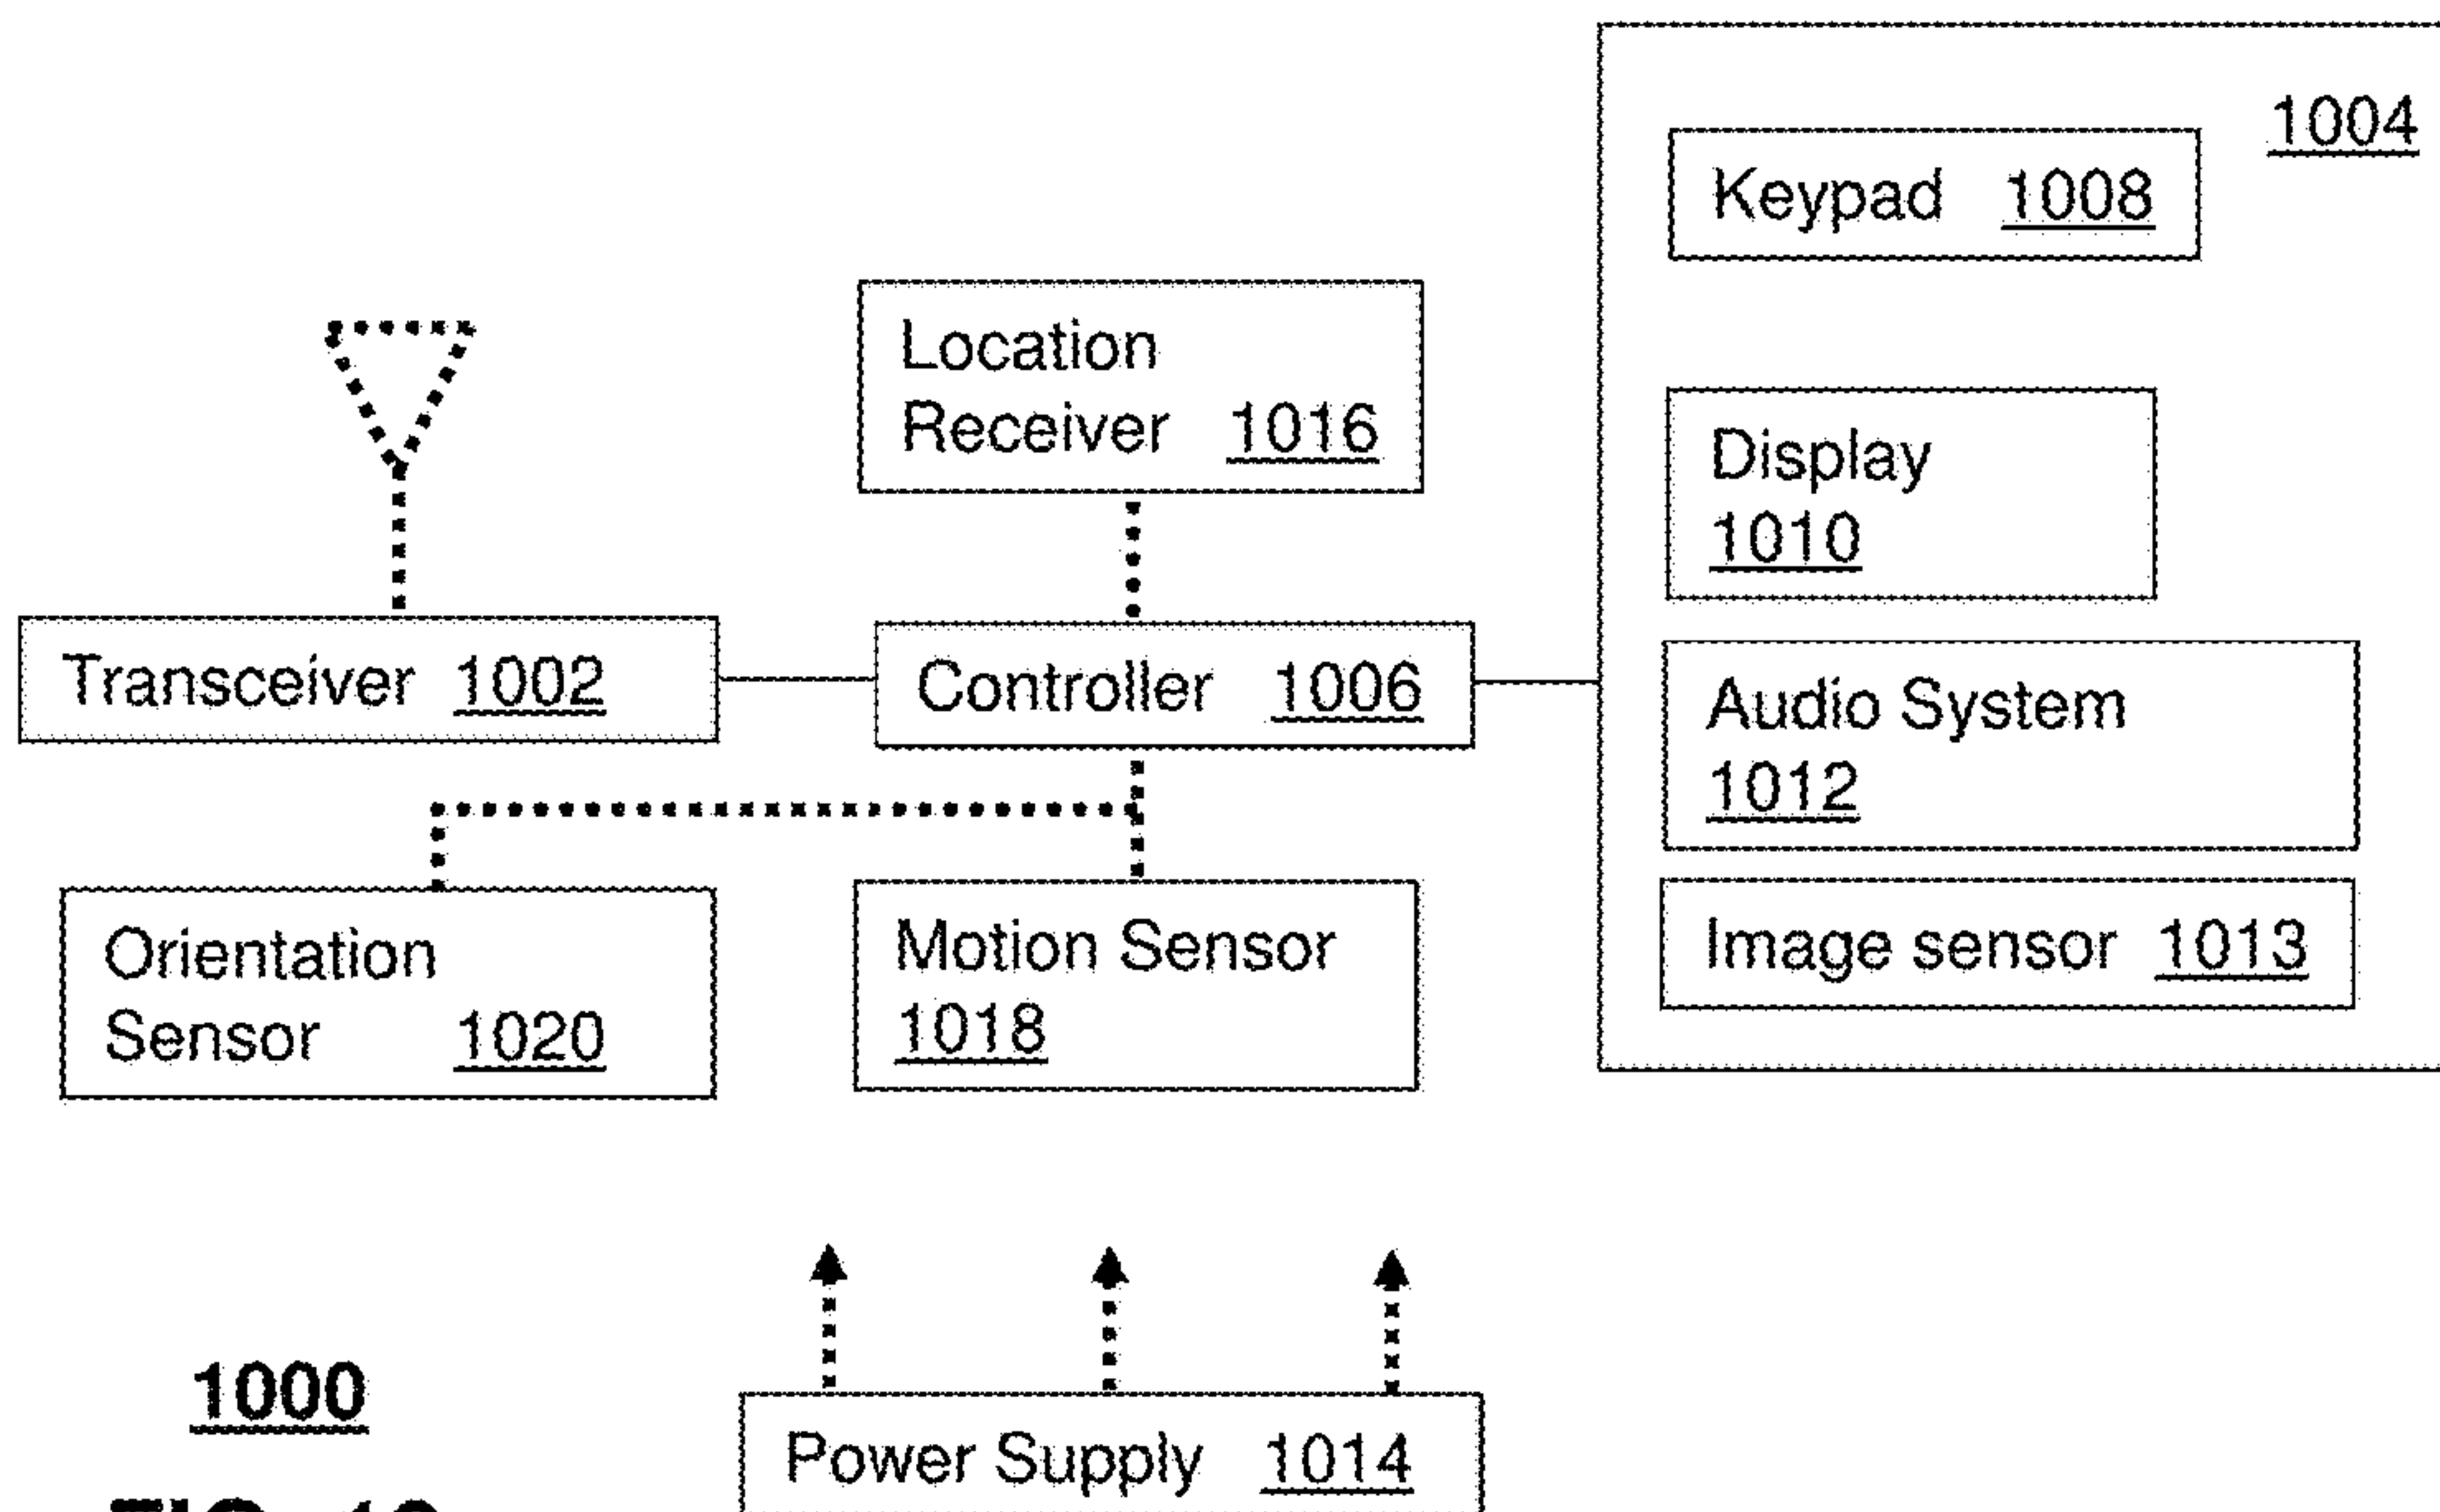 1004
Keypad 1008
Location
Receiver 1016
Display
1010
Transceiver 1002
Controller 1006
Audio System
1012
Orientation
Sensor 1020
Motion Sensor
1018
Image sensor 1013
1000
Power Supply 1014